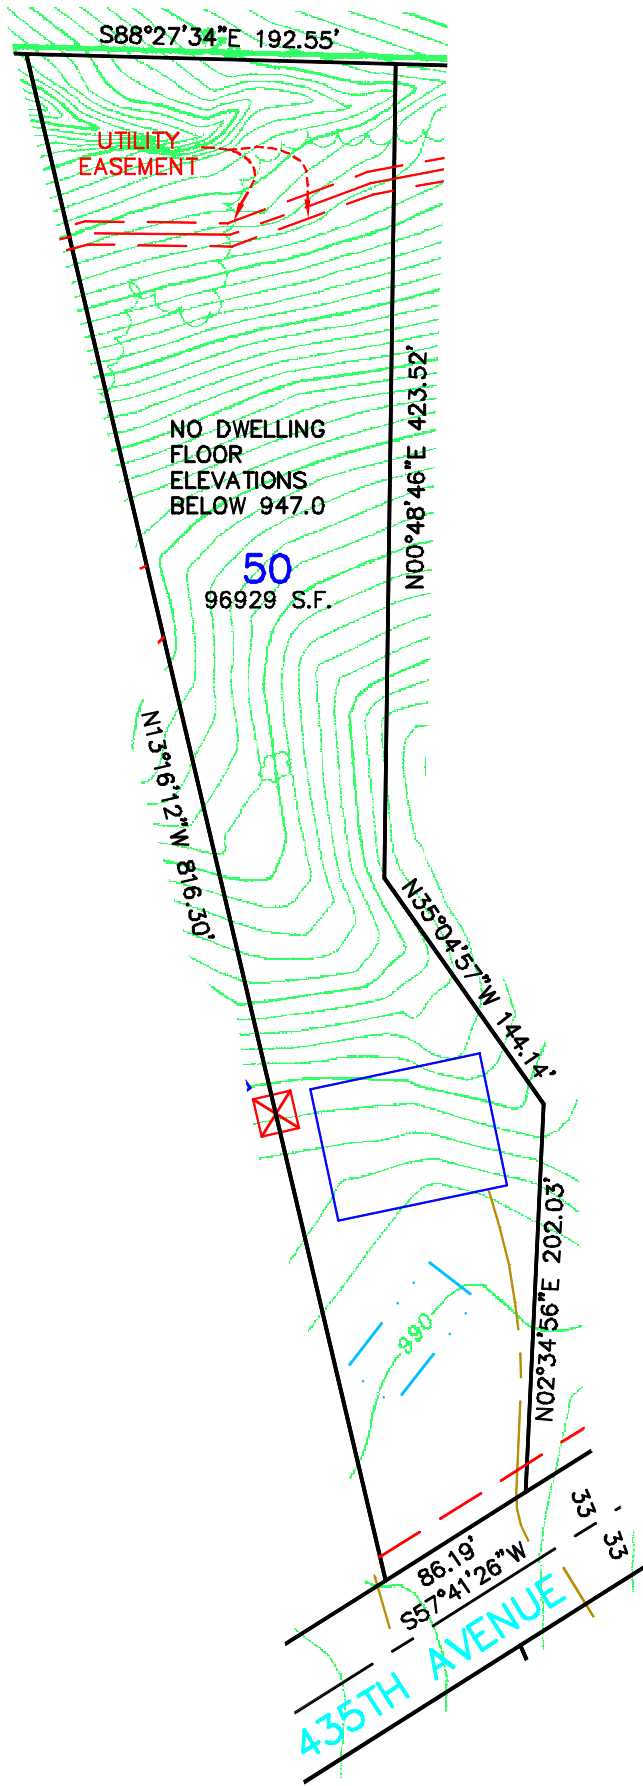 S88°27'34"E 192.55'
UTILITY
EASEMENT
N00°48'46"E 423.52'
NO DWELLING
FLOOR
ELEVATIONS
BELOW 947.0
50
96929 S.F.
N13°16'12"W 816.30'
N35°04'57"W 144.14'
N02°34'56"E 202.03'
990
33
33
86.19'
S57°41'26"W
435TH AVENUE